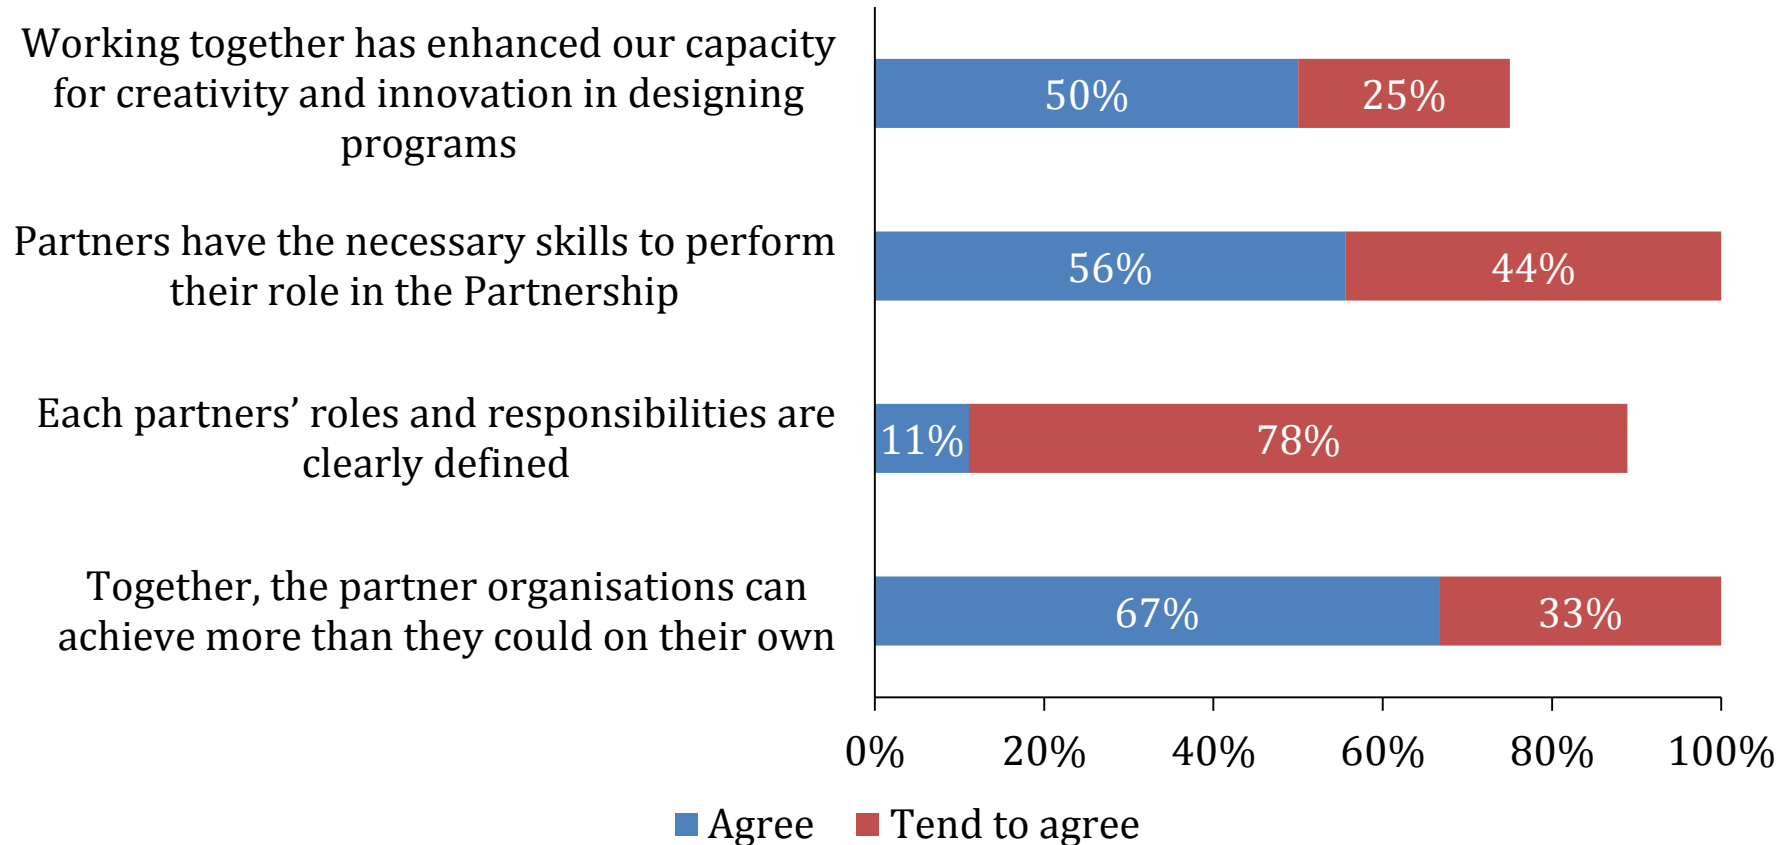 Working together has enhanced our capacity
for creativity and innovation in designing
programs
50%
25%
Partners have the necessary skills to perform
their role in the Partnership
56%
44%
Each partners’ roles and responsibilities are
clearly defined
11%
78%
Together, the partner organisations can
achieve more than they could on their own
67%
33%
0% 20% 40% 60% 80% 100%
Agree Tend to agree